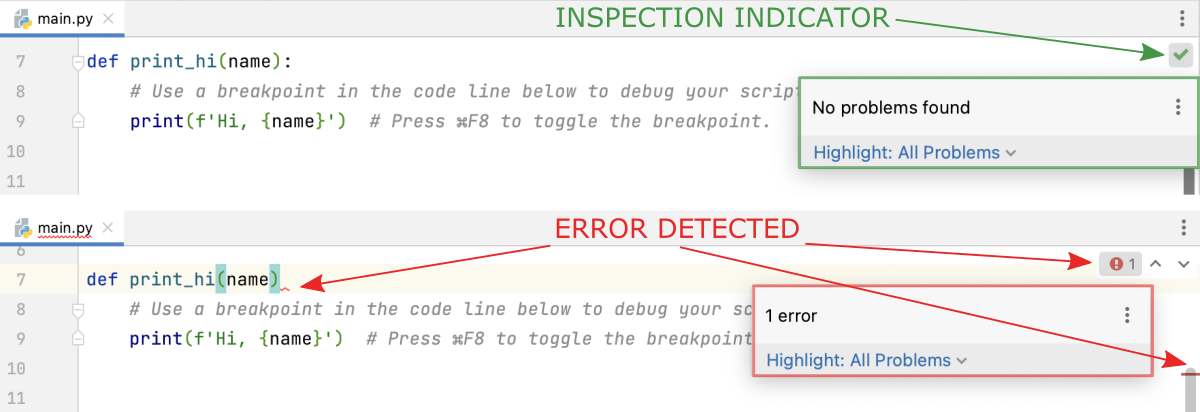 main.py
INSPECTION INDICATOR
7 def print_hi(name):
8 # Use a breakpoint in the code line below to debug your script
No problems found
9 print(f'Hi, {name}')  # Press ⌘F8 to toggle the breakpoint.
10
Highlight: All Problems
11
main.py
ERROR DETECTED
6
1
7 def print_hi(name)
8 # Use a breakpoint in the code line below to debug your sc
1 error
9 print(f'Hi, {name}')  # Press ⌘F8 to toggle the breakpoint
10
Highlight: All Problems
11